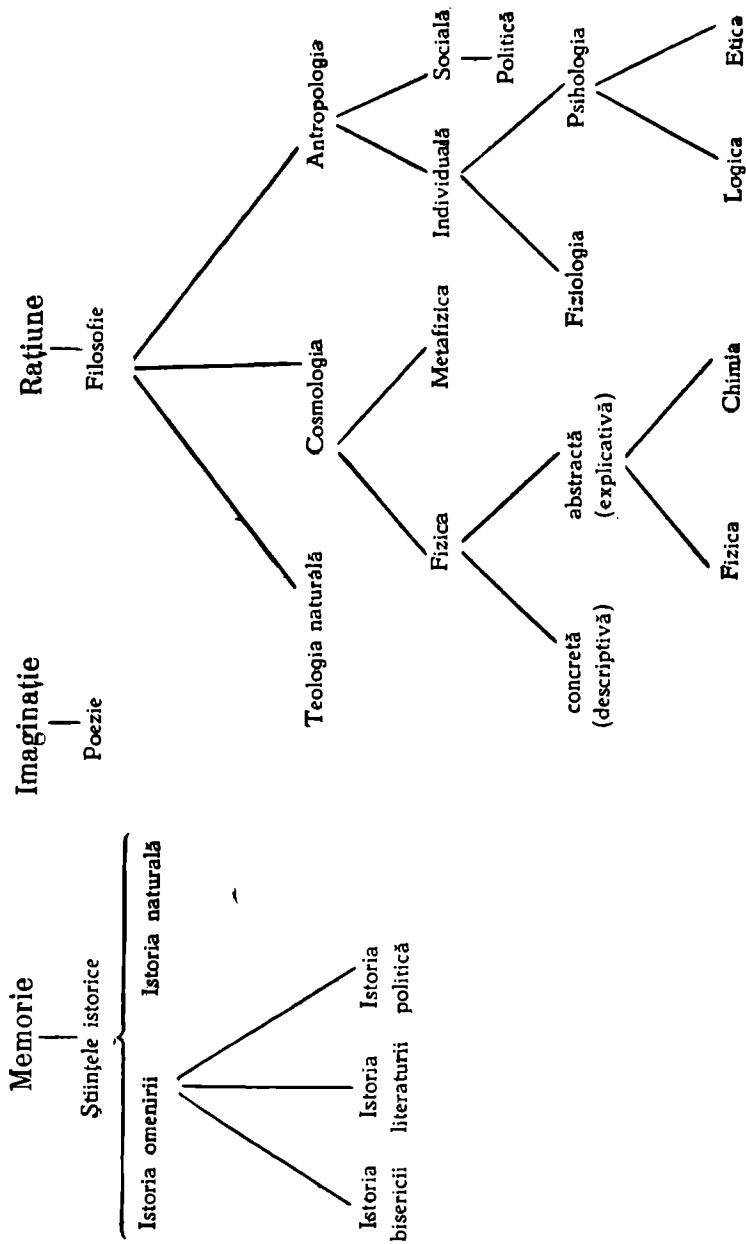 Memorie
Științele istorice
Istoria omenirii
Istoria naturală
Istoria
bisericii
Istoria
literaturii
Istoria
politică
Imaginație
Poezie
Rațiune
Filosofie
Teologia naturală
Cosmologia
Antropologia
Fizica
Metafizica
Individuală
Socială
Politică
concretă
(descriptivă)
abstractă
(explicativă)
Fiziologia
Psihologia
Fizica
Chimia
Logica
Etica